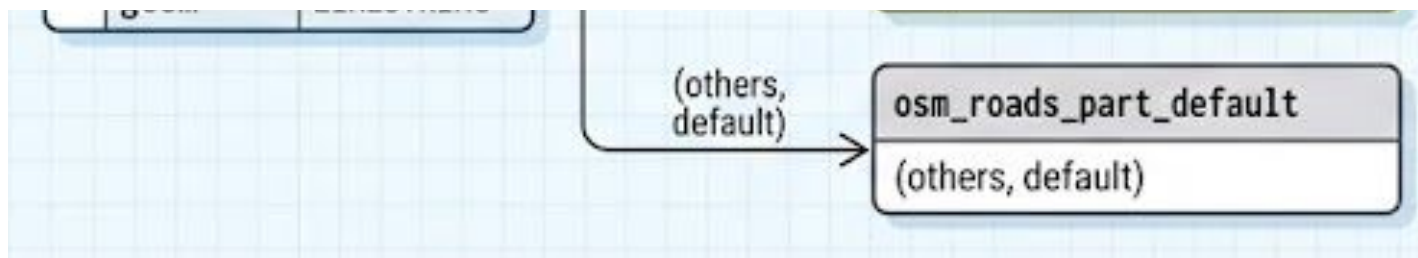 (others,
default)
osm_roads_part_default
(others, default)